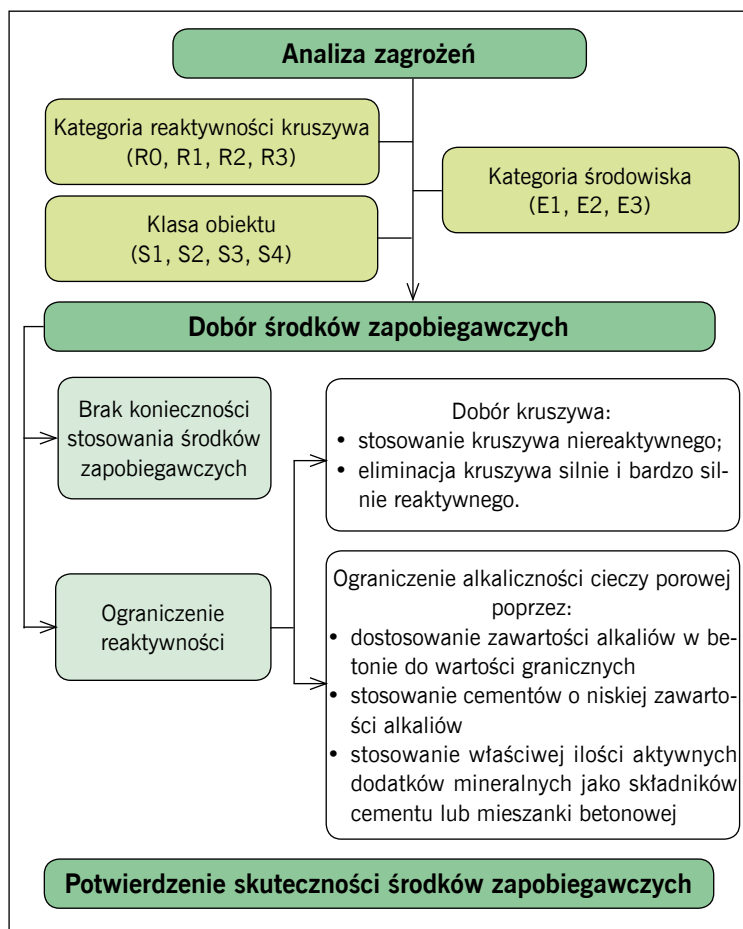 Analiza zagrożeń
Kategoria reaktywności kruszywa
(R0, R1, R2, R3)
Kategoria środowiska
(E1, E2, E3)
Klasa obiektu
(S1, S2, S3, S4)
Dobór środków zapobiegawczych
Brak konieczności
stosowania środków
zapobiegawczych
Dobór kruszywa:
• stosowanie kruszywa niereaktywnego;
• eliminacja kruszywa silnie i bardzo sil-
nie reaktywnego.
Ograniczenie
reaktywności
Ograniczenie alkaliczności cieczy porowej
poprzez:
• dostosowanie zawartości alkaliów w be-
tonie do wartości granicznych
• stosowanie cementów o niskiej zawarto-
ści alkaliów
• stosowanie właściwej ilości aktywnych
dodatków mineralnych jako składników
cementu lub mieszanki betonowej
Potwierdzenie skuteczności środków zapobiegawczych